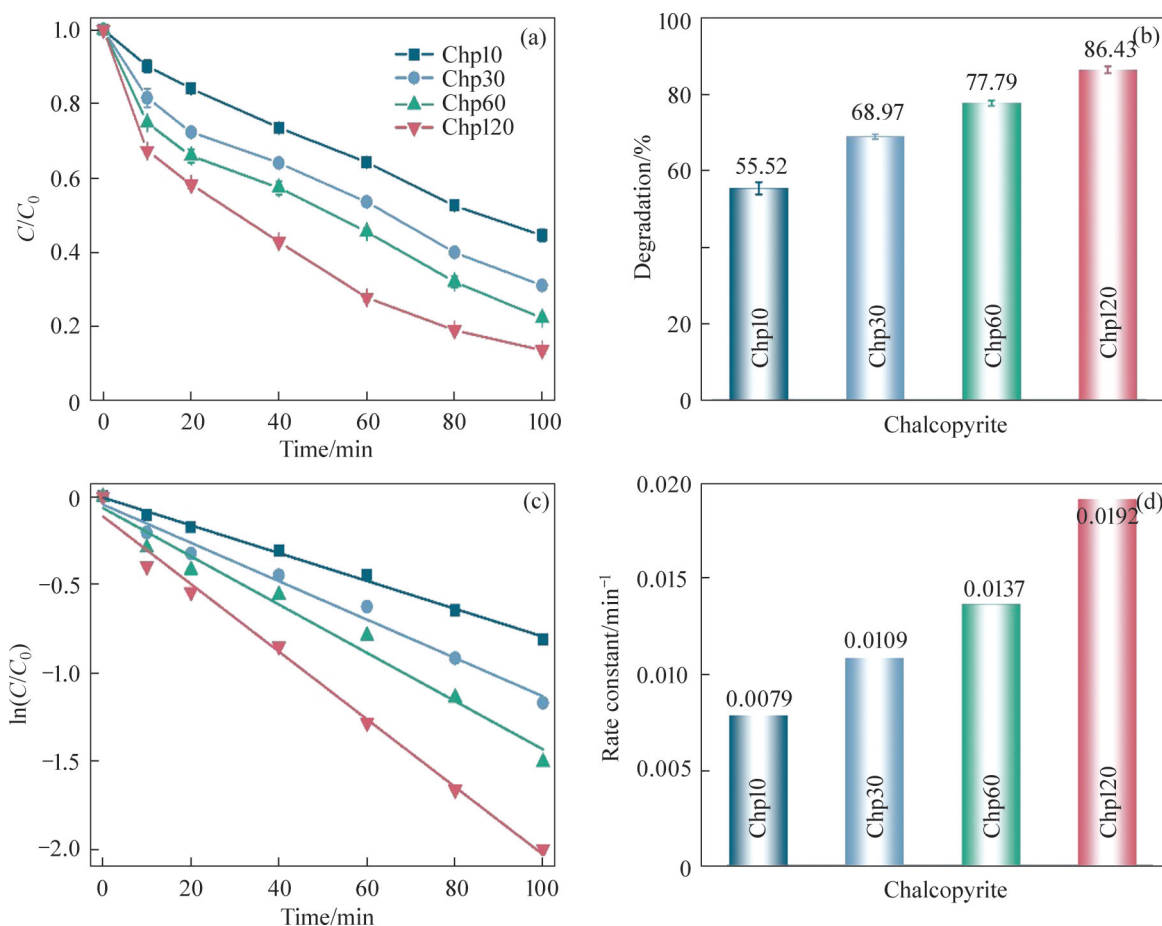 (a)
Chp10
Chp30
Chp60
Chp120
1.0
0.8
0.6
0.4
0.2
0
C/C₀
0
20
40
60
80
100
Time/min
(b)
100
80
60
20
0
Degradation/%
55.52
68.97
77.79
86.43
Chp10
Chp30
Chp60
Chp120
Chalcopyrite
(c)
0
−0.5
−1.0
−1.5
−2.0
ln(C/C₀)
0
20
40
60
80
100
Time/min
(d)
0.020
0.015
0.010
0.005
0
Rate constant/min⁻¹
0.0079
0.0109
0.0137
0.0192
Chp10
Chp30
Chp60
Chp120
Chalcopyrite